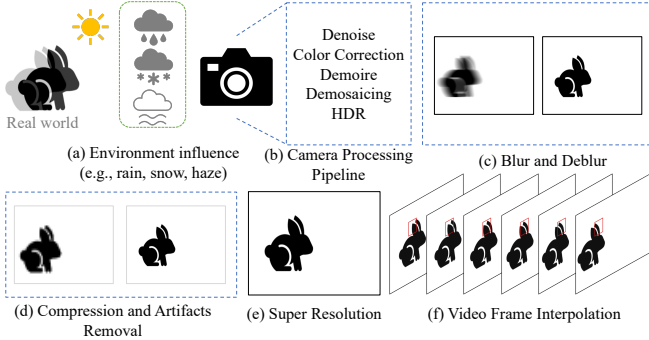 Real world
(a) Environment influence
(e.g., rain, snow, haze)
Denoise
Color Correction
Demoire
Demosaicing
HDR
(b) Camera Processing
Pipeline
(c) Blur and Deblur
(d) Compression and Artifacts
Removal
(e) Super Resolution
(f) Video Frame Interpolation